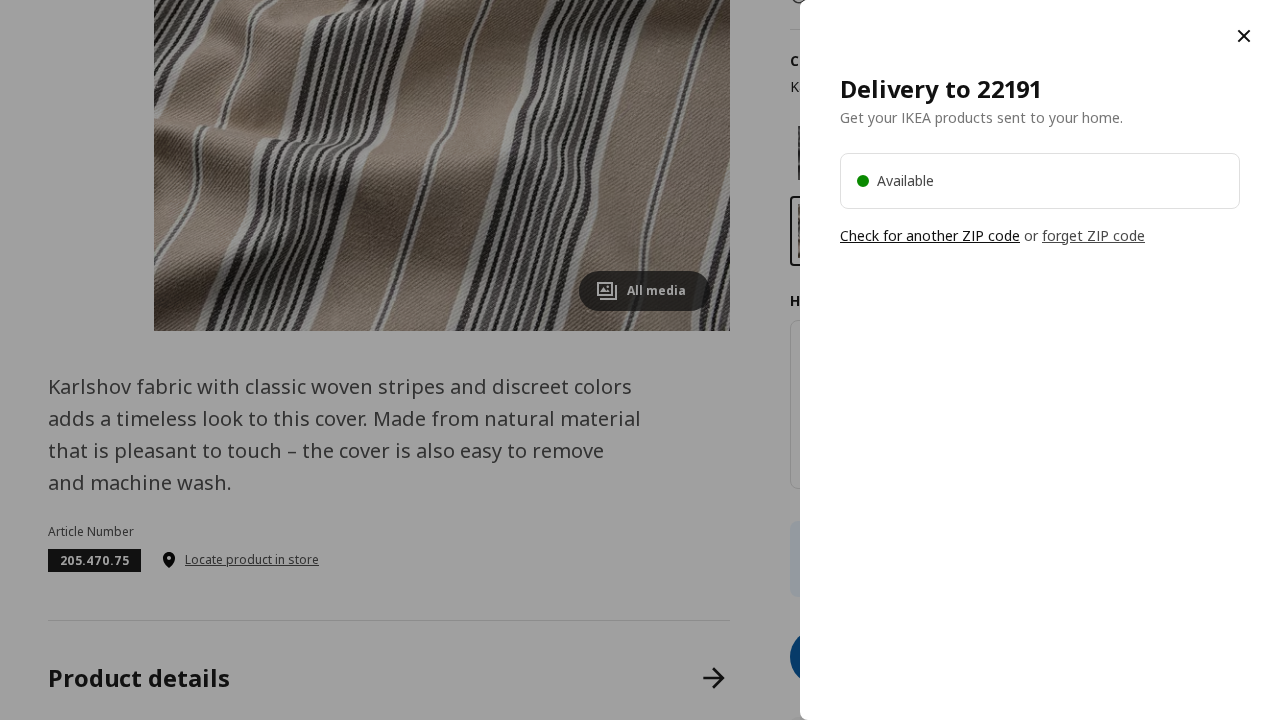 Delivery to 22191
Get your IKEA products sent to your home.
Available
Check for another ZIP code or forget ZIP code
All media
Karlshov fabric with classic woven stripes and discreet colors
adds a timeless look to this cover. Made from natural material
that is pleasant to touch – the cover is also easy to remove
and machine wash.
Article Number
205.470.75
Locate product in store
Product details